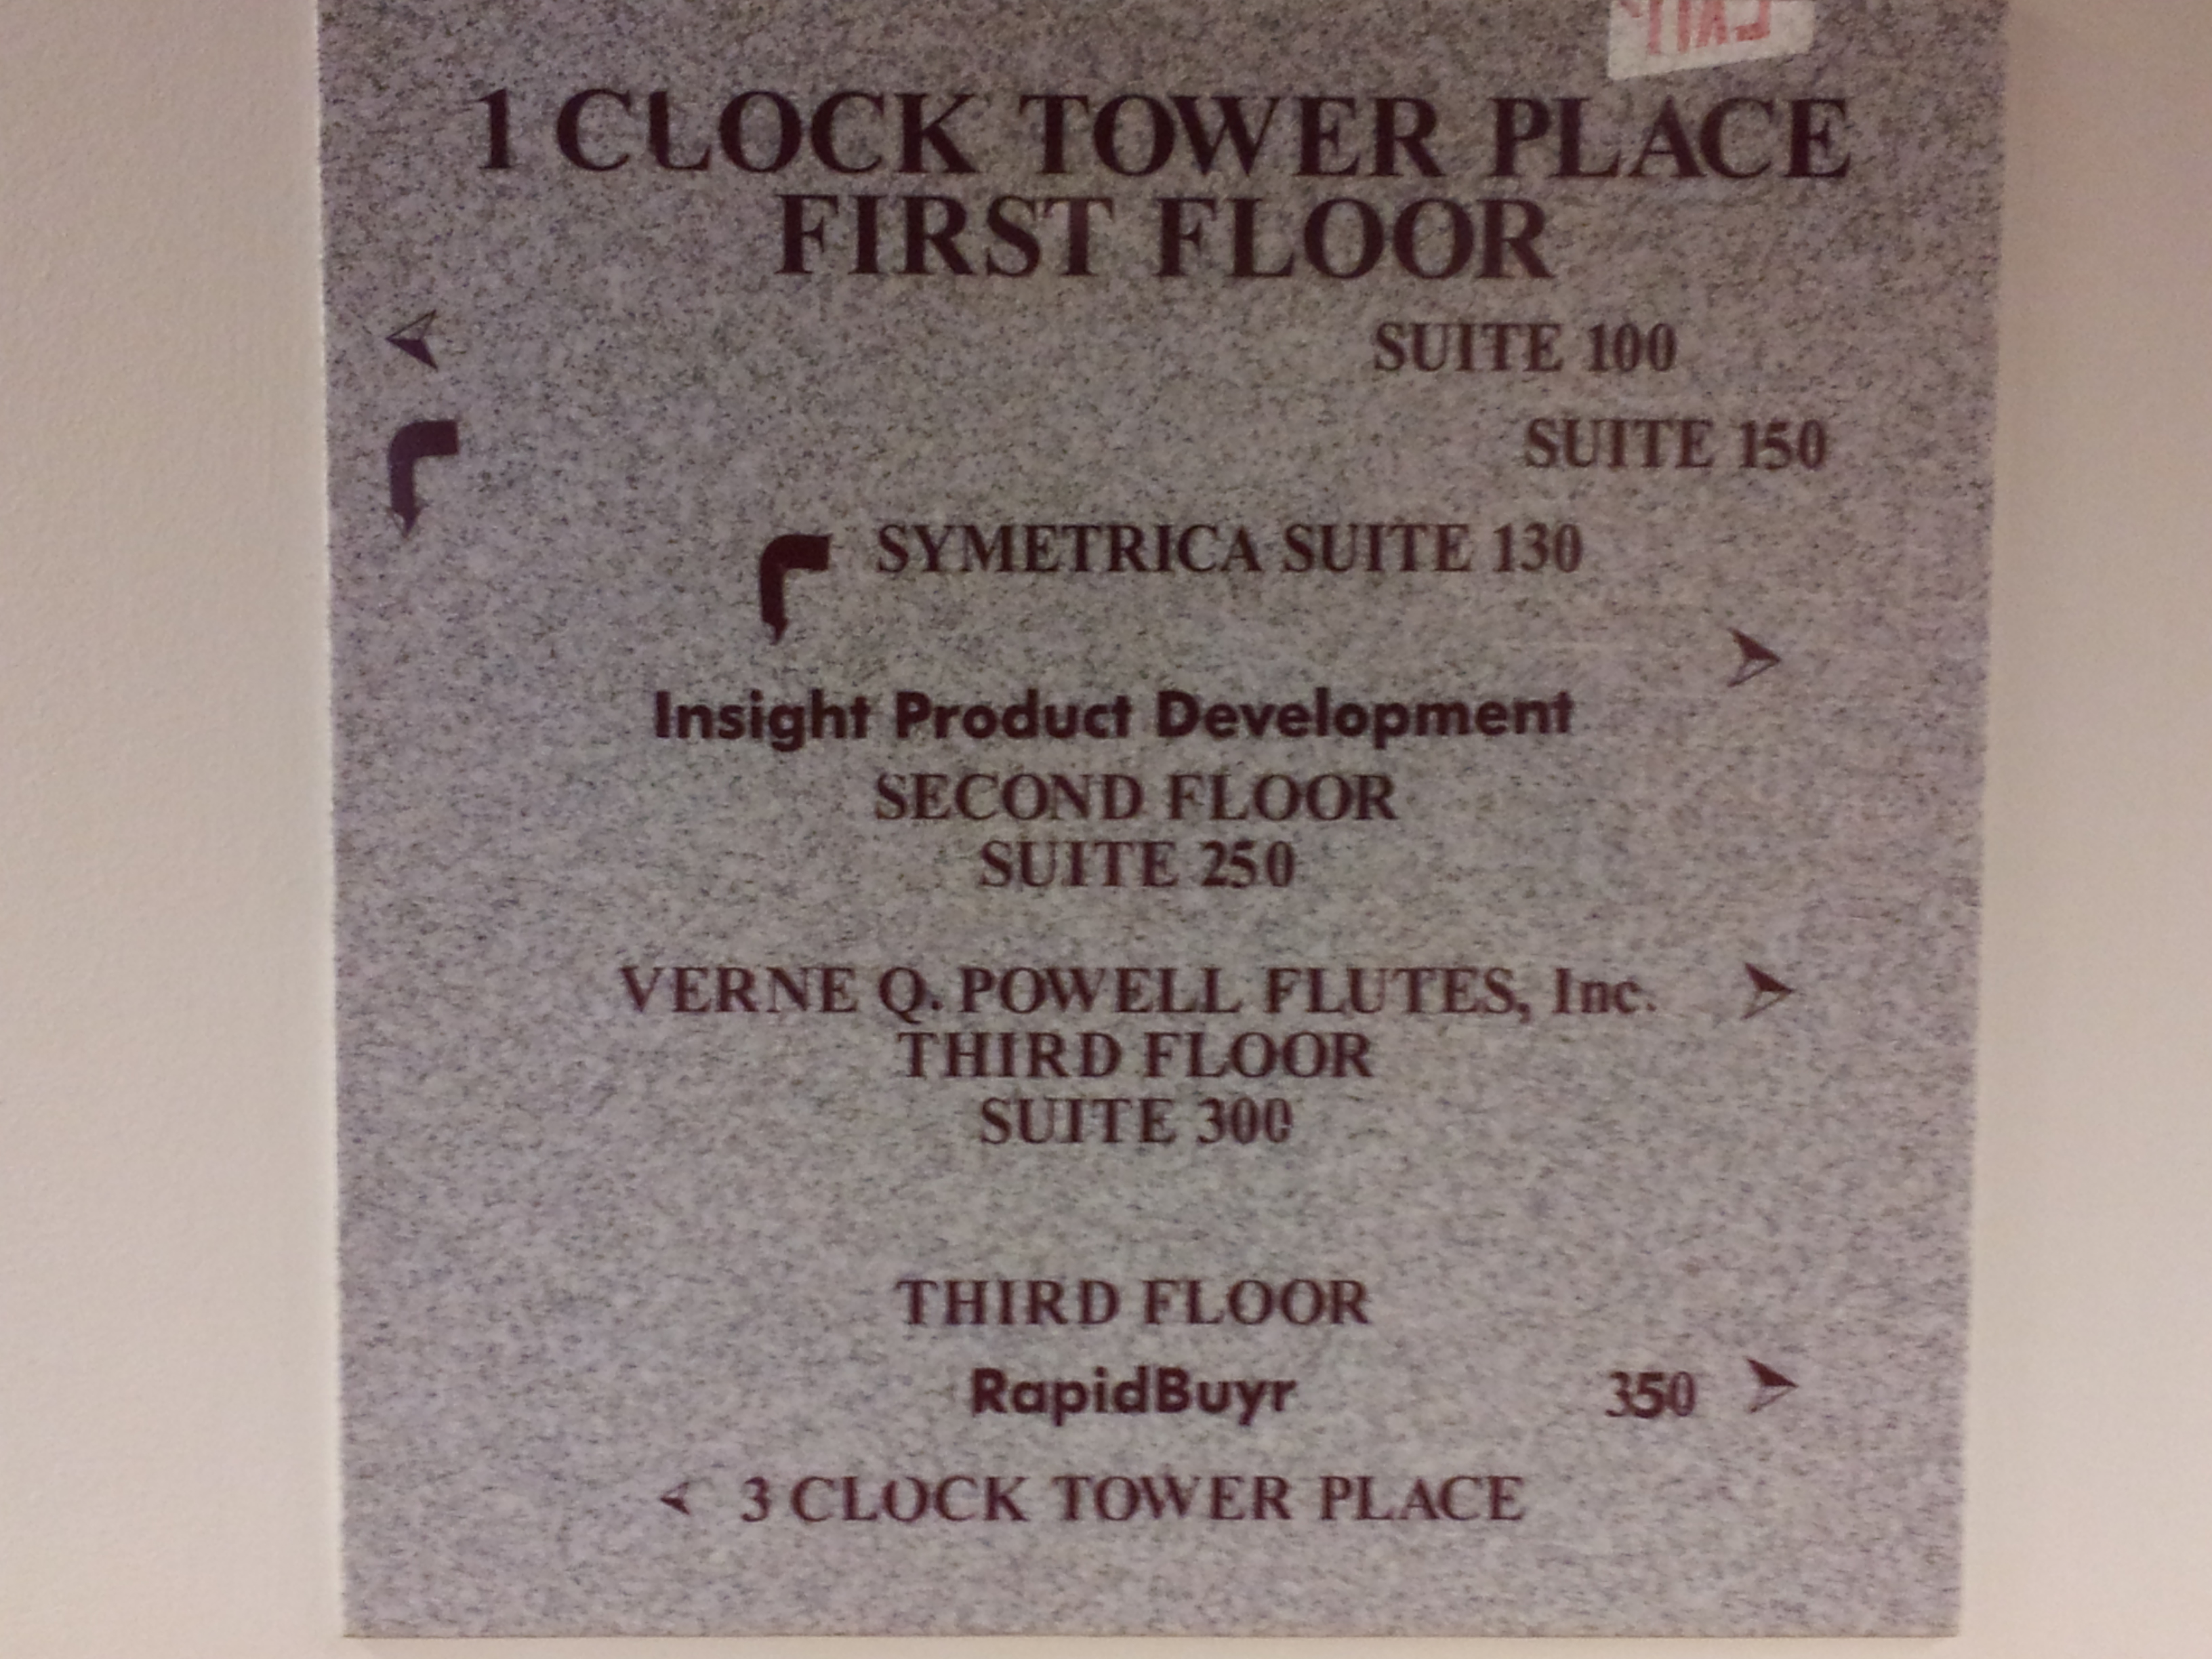 EXIT
1 CLOCK TOWER PLACE
FIRST FLOOR
SUITE 100
SUITE 150
SYMETRICA SUITE 130
Insight Product Development
SECOND FLOOR
SUITE 250
VERNE Q. POWELL FLUTES, Inc.
THIRD FLOOR
SUITE 300
THIRD FLOOR
RapidBuyr 350
3 CLOCK TOWER PLACE